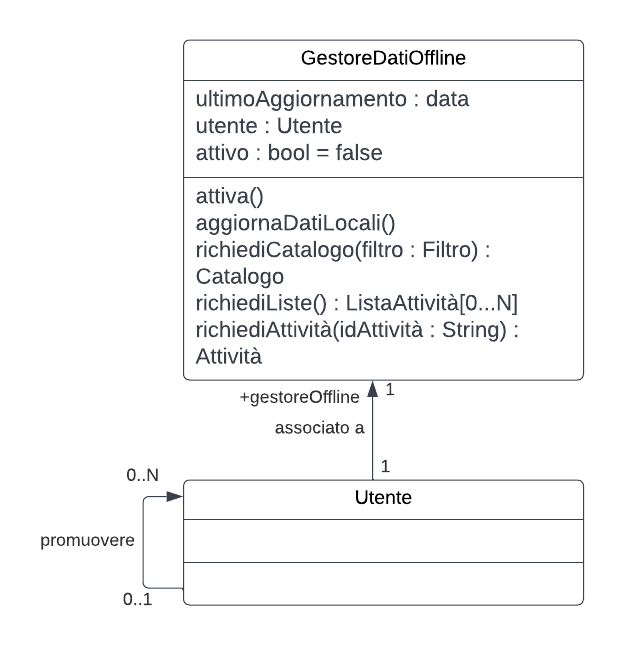 GestoreDatiOffline
ultimoAggiornamento : data
utente : Utente
attivo : bool = false
attiva()
aggiornaDatiLocali()
richiediCatalogo(filtro : Filtro) :
Catalogo
richiediListe() : ListaAttività[0...N]
richiediAttività(idAttività : String) :
Attività
+gestoreOffline
1
associato a
1
0..N
Utente
promuovere
0..1